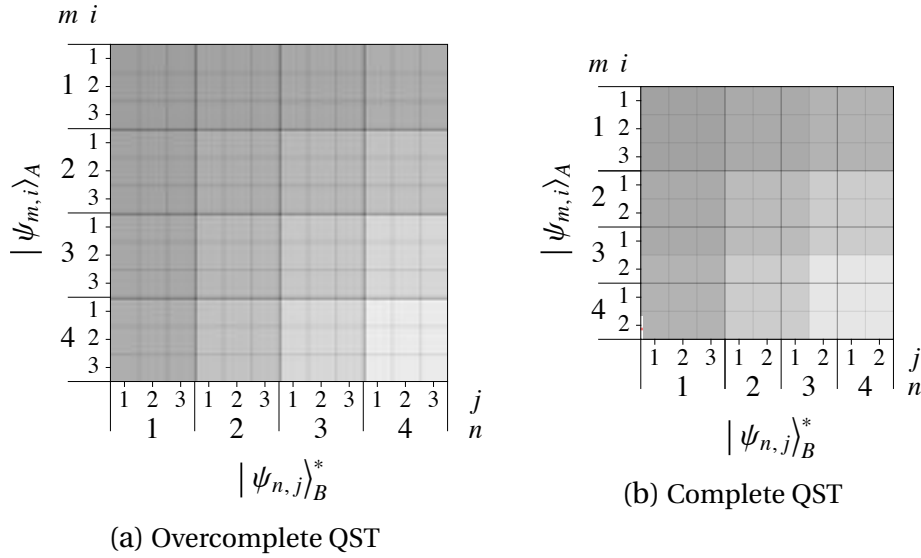 m i
1
1
2
3
2
1
2
3
3
1
2
3
4
1
2
3
| ψm,i⟩A
1 2 3 1 2 3 1 2 3 1 2 3 j
1 2 3 4 n
| ψn,j⟩*B
(a) Overcomplete QST
m i
1
1
2
3
2
1
2
3
1
2
4
1
2
| ψm,i⟩A
1 2 3 1 2 1 2 1 2 j
1 2 3 4 n
| ψn,j⟩*B
(b) Complete QST